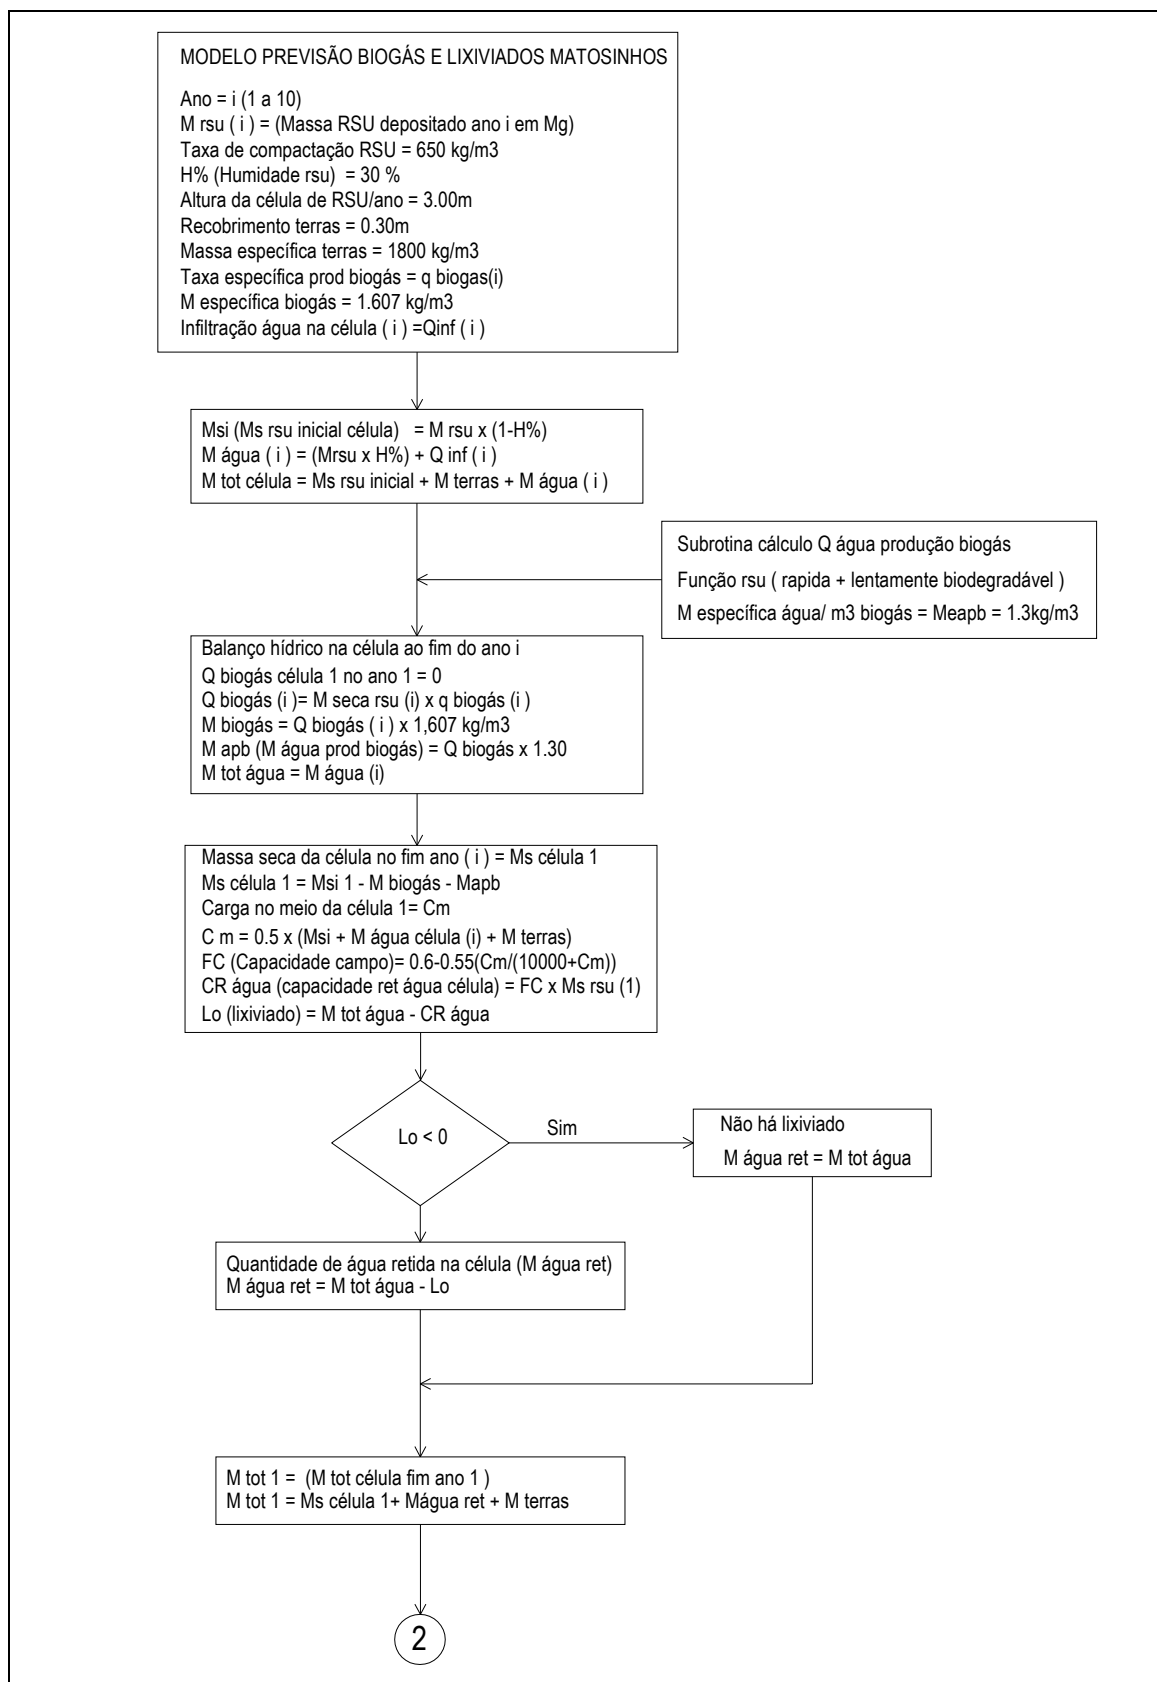 MODELO PREVISÃO BIOGÁS E LIXIVIADOS MATOSINHOS
Ano = i (1 a 10)
M rsu ( i ) = (Massa RSU depositado ano i em Mg)
Taxa de compactação RSU = 650 kg/m3
H% (Humidade rsu) = 30 %
Altura da célula de RSU/ano = 3.00m
Recobrimento terras = 0.30m
Massa específica terras = 1800 kg/m3
Taxa específica prod biogás = q biogas(i)
M específica biogás = 1.607 kg/m3
Infiltração água na célula ( i ) =Qinf ( i )
Msi (Ms rsu inicial célula) = M rsu x (1-H%)
M água ( i ) = (Mrsu x H%) + Q inf ( i )
M tot célula = Ms rsu inicial + M terras + M água ( i )
Subrotina cálculo Q água produção biogás
Função rsu ( rapida + lentamente biodegradável )
M específica água/ m3 biogás = Meapb = 1.3kg/m3
Balanço hídrico na célula ao fim do ano i
Q biogás célula 1 no ano 1 = 0
Q biogás (i )= M seca rsu (i) x q biogás (i )
M biogás = Q biogás ( i ) x 1,607 kg/m3
M apb (M água prod biogás) = Q biogás x 1.30
M tot água = M água (i)
Massa seca da célula no fim ano ( i ) = Ms célula 1
Ms célula 1 = Msi 1 - M biogás - Mapb
Carga no meio da célula 1= Cm
C m = 0.5 x (Msi + M água célula (i) + M terras)
FC (Capacidade campo)= 0.6-0.55(Cm/(10000+Cm))
CR água (capacidade ret água célula) = FC x Ms rsu (1)
Lo (lixiviado) = M tot água - CR água
Lo < 0
Sim
Não há lixiviado
M água ret = M tot água
Quantidade de água retida na célula (M água ret)
M água ret = M tot água - Lo
M tot 1 = (M tot célula fim ano 1 )
M tot 1 = Ms célula 1+ Mágua ret + M terras
2